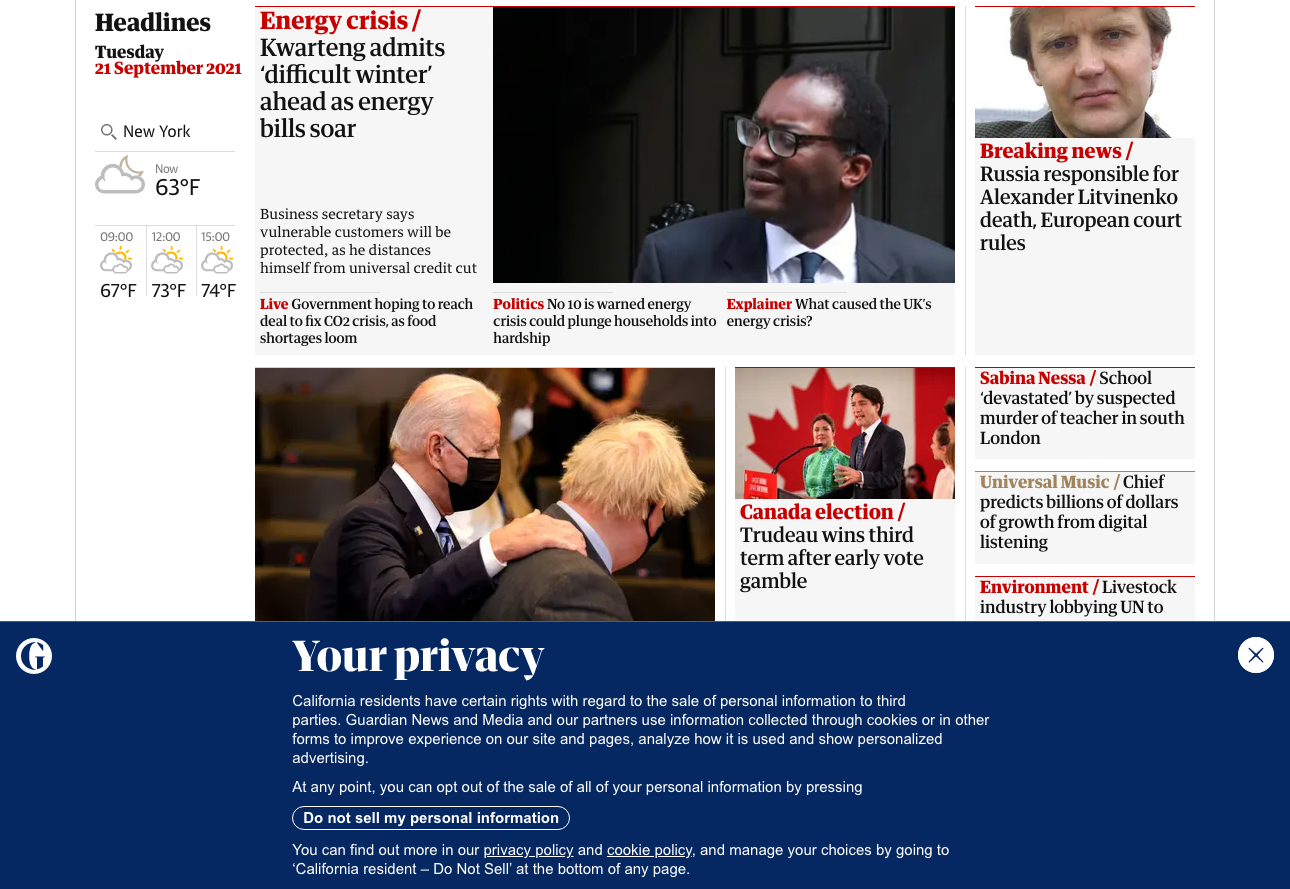 Headlines
Tuesday
21 September 2021
New York
Now
63°F
09:00
12:00
15:00
67°F
73°F
74°F
Energy crisis /
Kwarteng admits
‘difficult winter’
ahead as energy
bills soar
Business secretary says
vulnerable customers will be
protected, as he distances
himself from universal credit cut
Live Government hoping to reach
deal to fix CO2 crisis, as food
shortages loom
Politics No 10 is warned energy
crisis could plunge households into
hardship
Explainer What caused the UK’s
energy crisis?
Breaking news /
Russia responsible for
Alexander Litvinenko
death, European court
rules
Canada election /
Trudeau wins third
term after early vote
gamble
Sabina Nessa / School
‘devastated’ by suspected
murder of teacher in south
London
Universal Music / Chief
predicts billions of dollars
of growth from digital
listening
Environment / Livestock
industry lobbying UN to
Your privacy
California residents have certain rights with regard to the sale of personal information to third
parties. Guardian News and Media and our partners use information collected through cookies or in other
forms to improve experience on our site and pages, analyze how it is used and show personalized
advertising.
At any point, you can opt out of the sale of all of your personal information by pressing
Do not sell my personal information
You can find out more in our privacy policy and cookie policy, and manage your choices by going to
‘California resident – Do Not Sell’ at the bottom of any page.